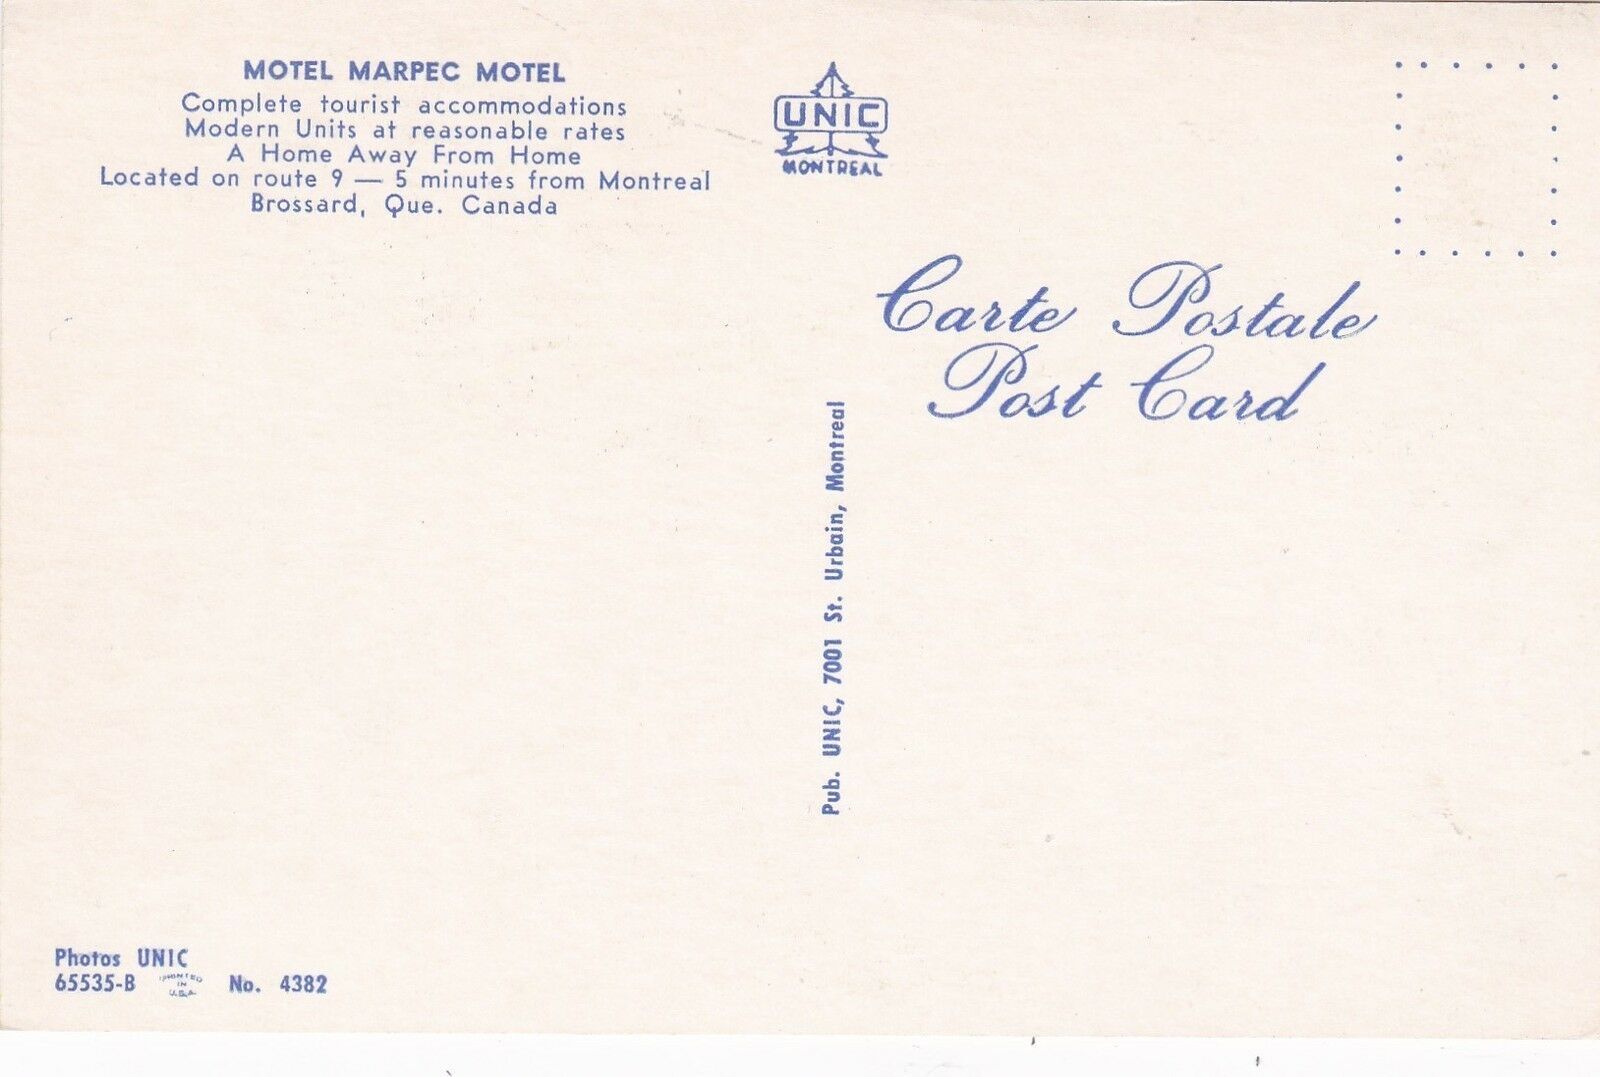 MOTEL MARPEC MOTEL
Complete tourist accommodations
Modern Units at reasonable rates
A Home Away From Home
Located on route 9 — 5 minutes from Montreal
Brossard, Que. Canada
UNIC
MONTREAL
Carte Postale
Post Card
Pub. UNIC, 7001 St. Urbain, Montreal
Photos UNIC
65535-B PRINTED IN U.S.A. No. 4382